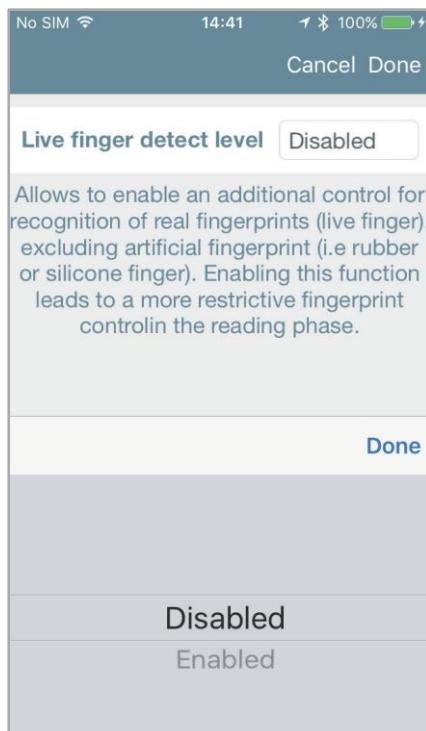 No SIM 14:41 100%
Cancel Done
Live finger detect level Disabled
Allows to enable an additional control for
recognition of real fingerprints (live finger)
excluding artificial fingerprint (i.e rubber
or silicone finger). Enabling this function
leads to a more restrictive fingerprint
controlin the reading phase.
Done
Disabled
Enabled